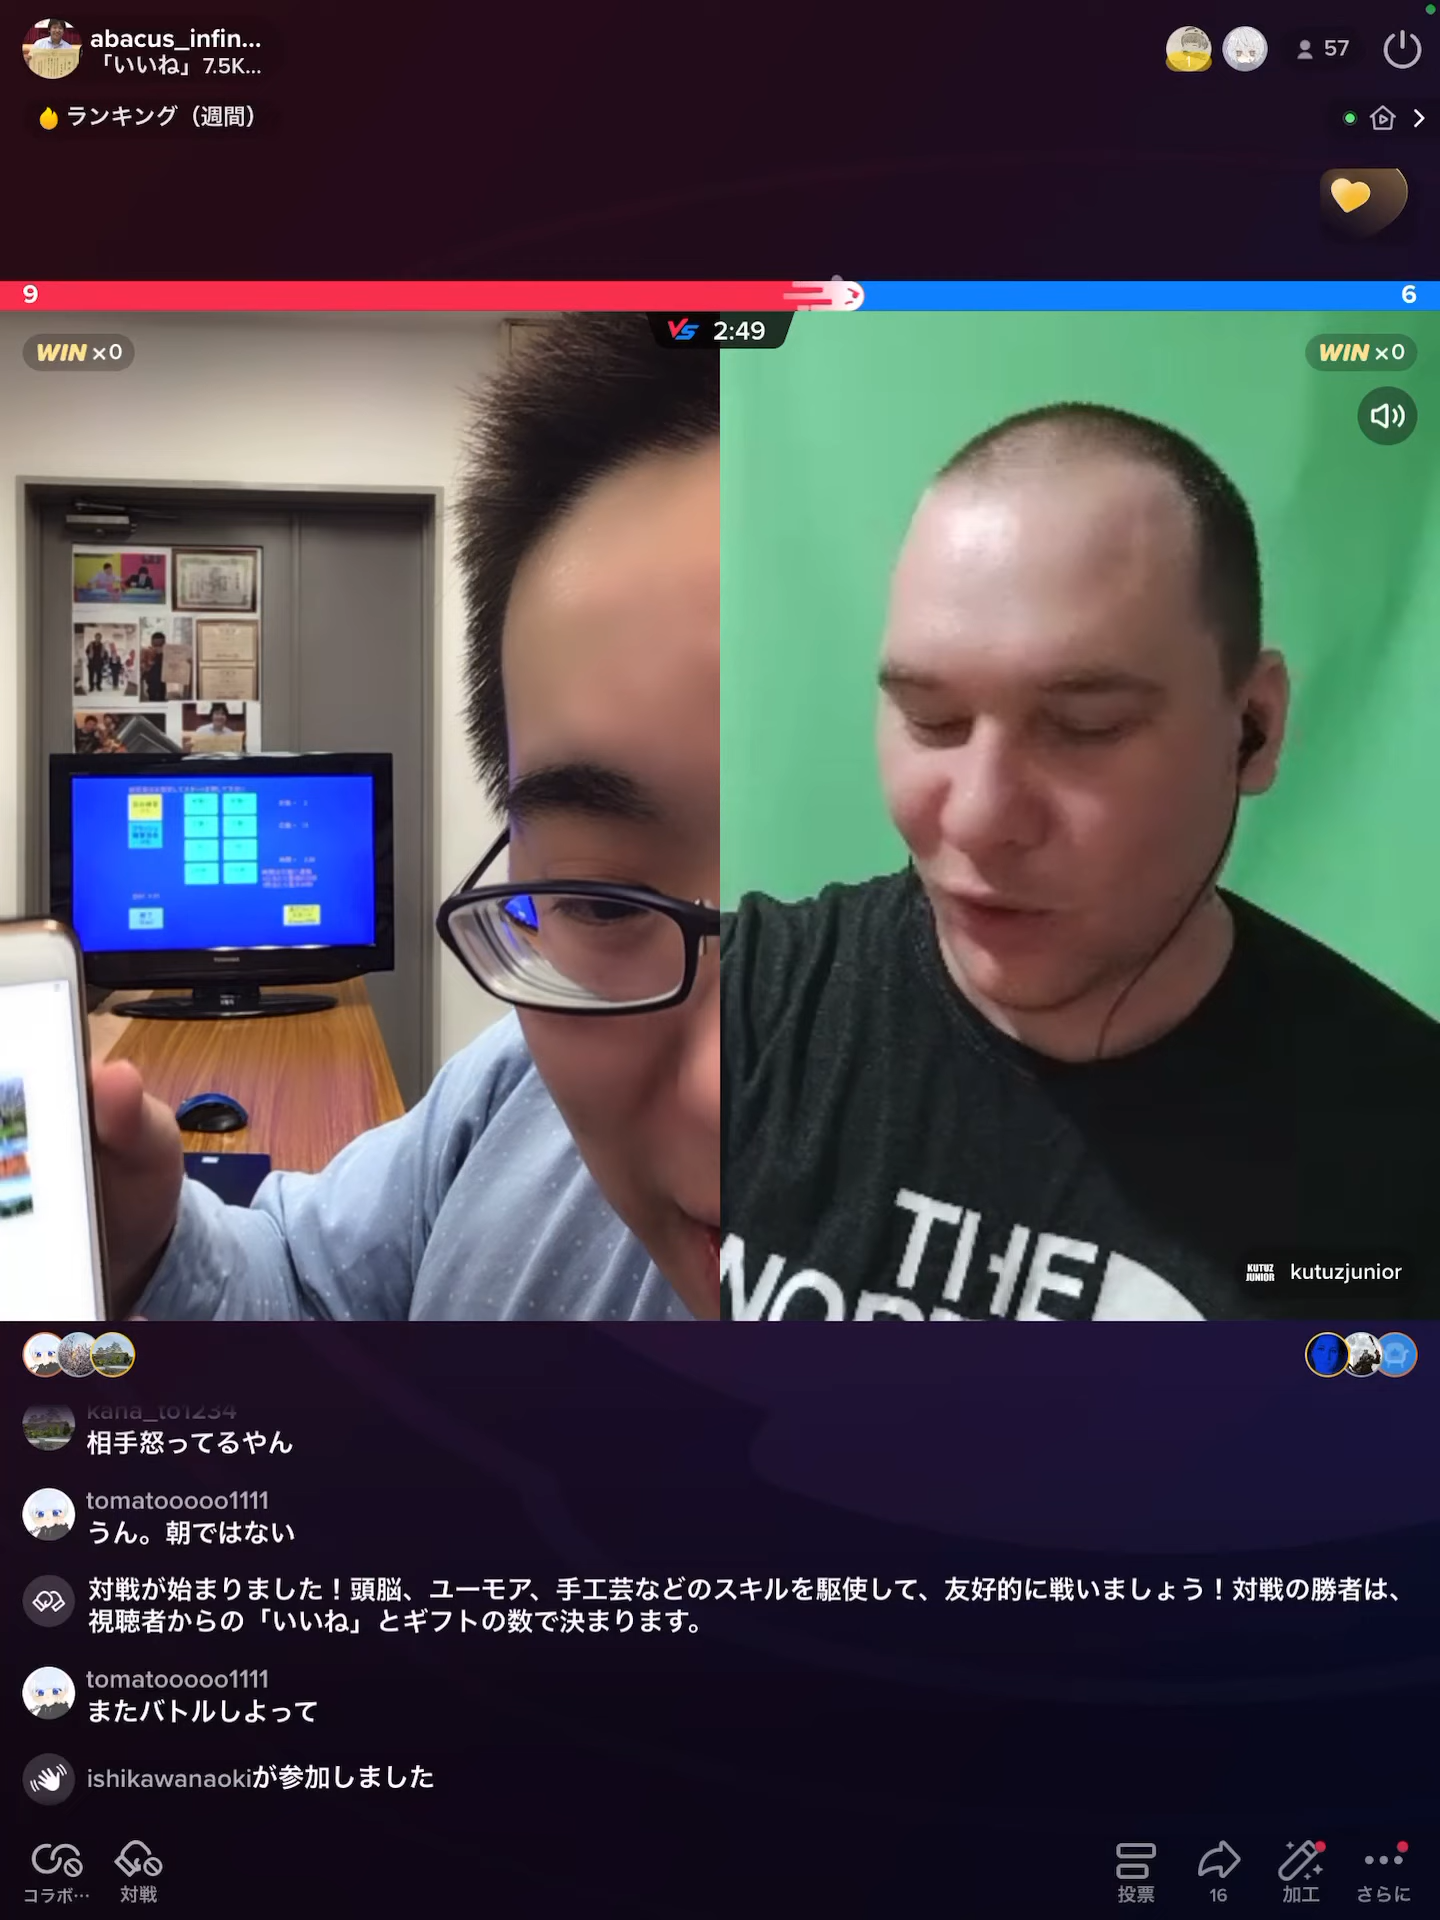 abacus_infin...
「いいね」7.5K...
1
57
ランキング（週間）
9
6
VS 2:49
WIN ×0
WIN ×0
TOSHIBA
THE
KUTUZ
JUNIOR
kutuzjunior
kana_to1234
相手怒ってるやん
tomatooooo1111
うん。朝ではない
対戦が始まりました！頭脳、ユーモア、手工芸などのスキルを駆使して、友好的に戦いましょう！対戦の勝者は、
視聴者からの「いいね」とギフトの数で決まります。
tomatooooo1111
またバトルしよって
ishikawanaokiが参加しました
コラボ…
対戦
投票
16
加工
さらに